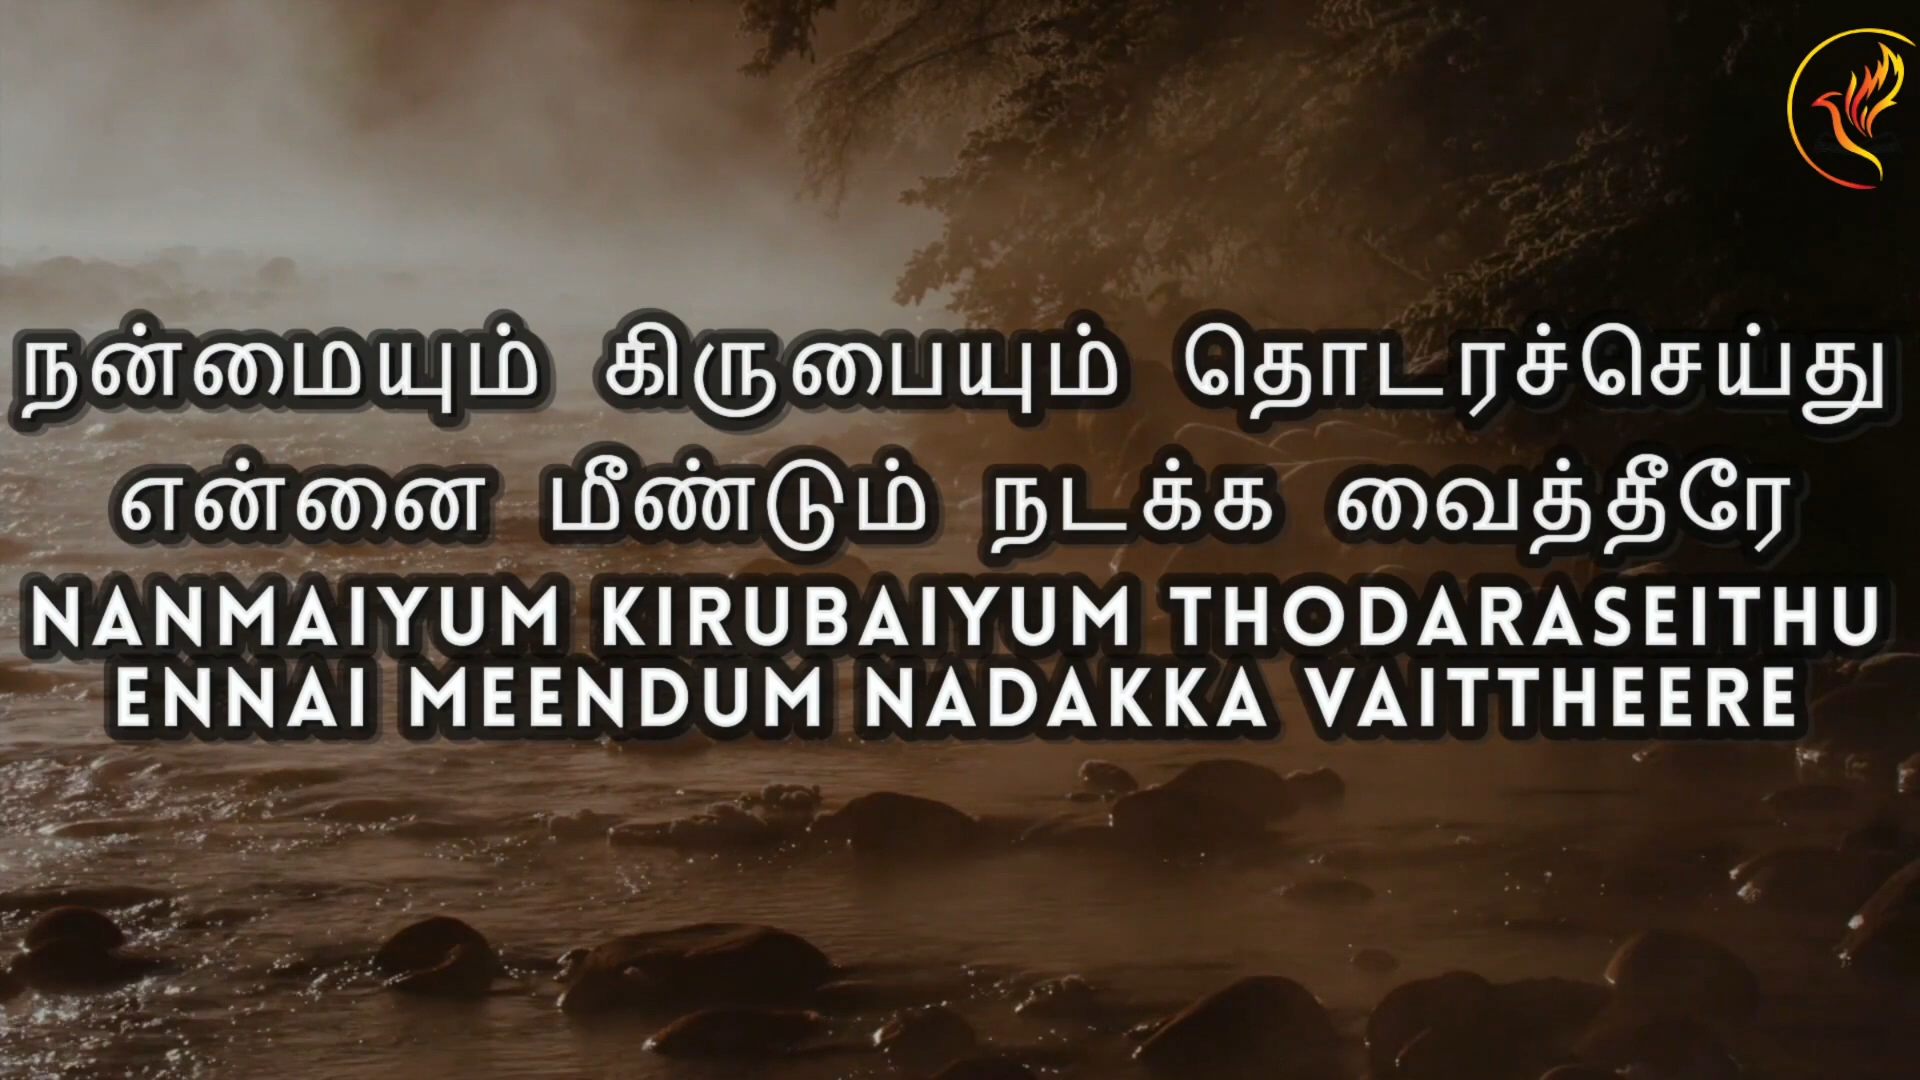 நன்மையும் கிருபையும் தொடரச்செய்து
என்னை மீண்டும் நடக்க வைத்தீரே
NANMAIYUM KIRUBAIYUM THODARASEITHU
ENNAI MEENDUM NADAKKA VAITTHEERE